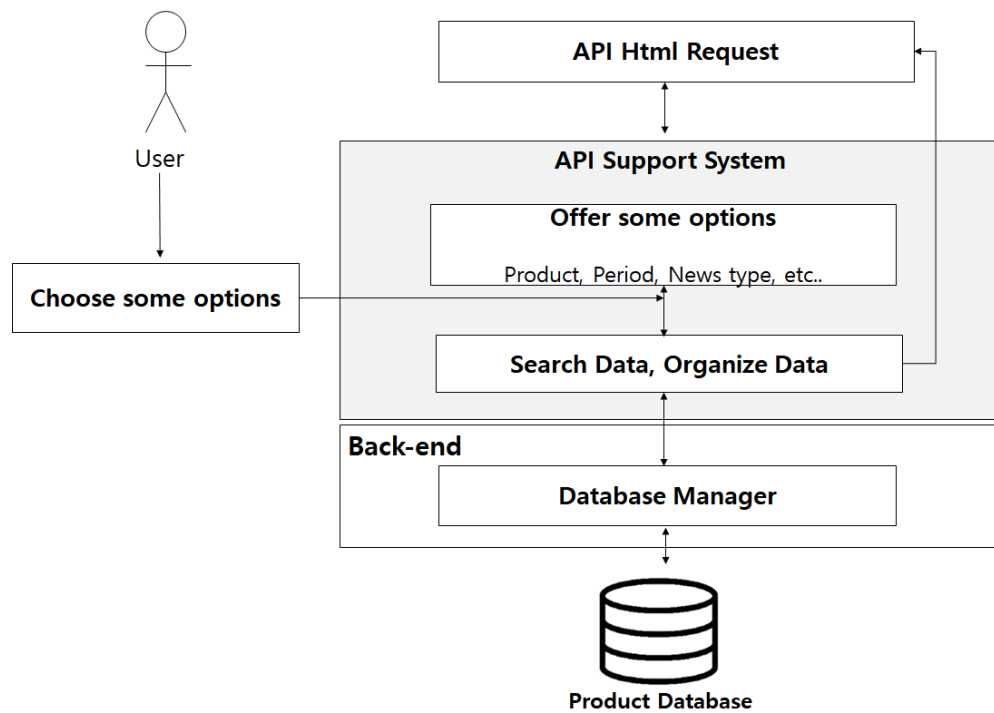 API Html Request
User
API Support System
Offer some options
Product, Period, News type, etc..
Choose some options
Search Data, Organize Data
Back-end
Database Manager
Product Database